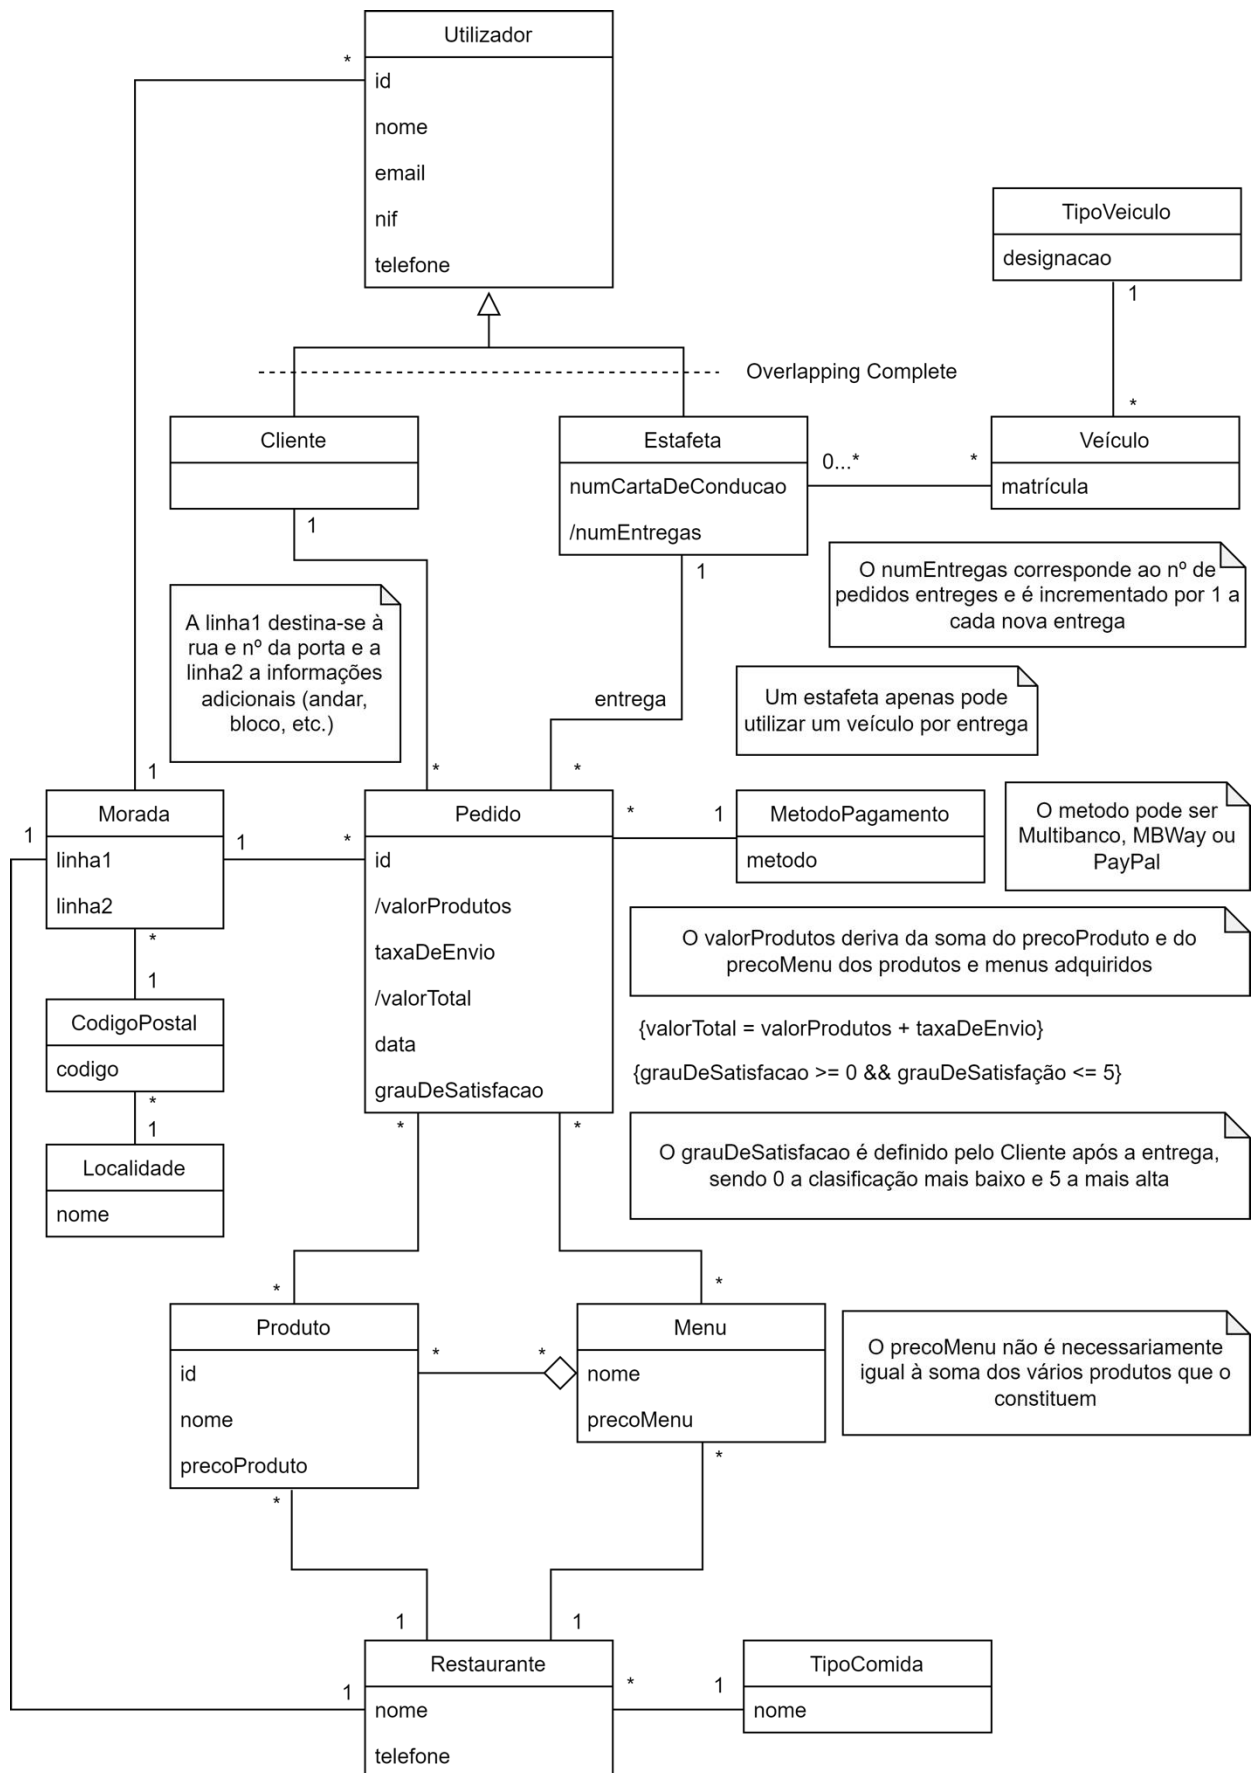 Utilizador
*
id
nome
email
nif
telefone
TipoVeiculo
designacao
1
Overlapping Complete
*
Cliente
1
Estafeta
numCartaDeConducao
/numEntregas
0...*
*
1
Veículo
matrícula
O numEntregas corresponde ao nº de
pedidos entreges e é incrementado por 1 a
cada nova entrega
A linha1 destina-se à
rua e nº da porta e a
linha2 a informações
adicionais (andar,
bloco, etc.)
entrega
Um estafeta apenas pode
utilizar um veículo por entrega
1
*
*
1
Morada
linha1
linha2
1
*
Pedido
id
/valorProdutos
taxaDeEnvio
/valorTotal
data
grauDeSatisfacao
*
1
MetodoPagamento
metodo
O metodo pode ser
Multibanco, MBWay ou
PayPal
O valorProdutos deriva da soma do precoProduto e do
precoMenu dos produtos e menus adquiridos
*
1
CodigoPostal
codigo
{valorTotal = valorProdutos + taxaDeEnvio}
{grauDeSatisfacao >= 0 && grauDeSatisfação <= 5}
*
1
Localidade
nome
*
*
O grauDeSatisfacao é definido pelo Cliente após a entrega,
sendo 0 a clasificação mais baixo e 5 a mais alta
*
*
Produto
id
nome
precoProduto
*
*
Menu
nome
precoMenu
O precoMenu não é necessariamente
igual à soma dos vários produtos que o
constituem
*
*
1
1
1
Restaurante
nome
telefone
*
1
TipoComida
nome